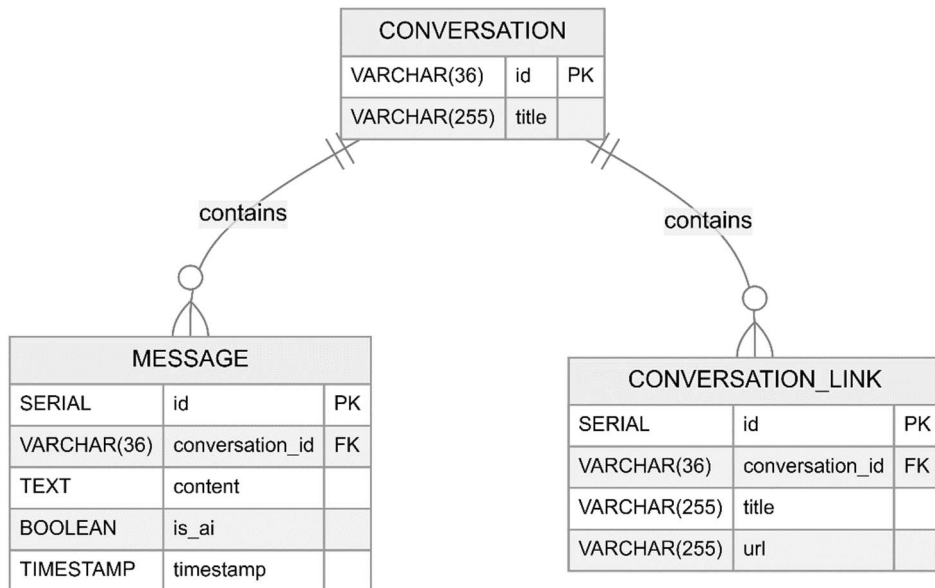 CONVERSATION
VARCHAR(36) id PK
VARCHAR(255) title
contains
contains
MESSAGE
SERIAL id PK
VARCHAR(36) conversation_id FK
TEXT content
BOOLEAN is_ai
TIMESTAMP timestamp
CONVERSATION_LINK
SERIAL id PK
VARCHAR(36) conversation_id FK
VARCHAR(255) title
VARCHAR(255) url